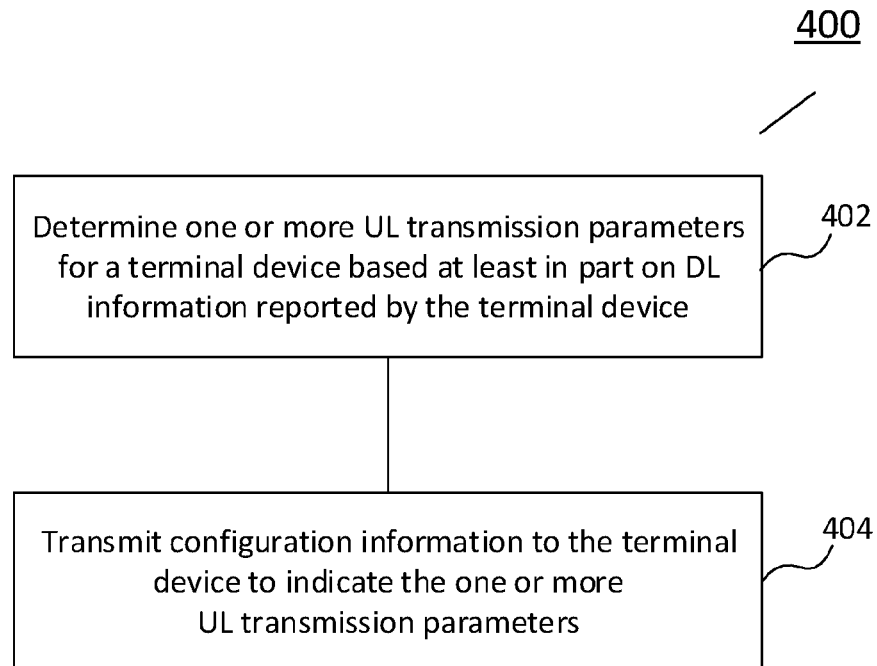 400
Determine one or more UL transmission parameters
for a terminal device based at least in part on DL
information reported by the terminal device
402
Transmit configuration information to the terminal
device to indicate the one or more
UL transmission parameters
404